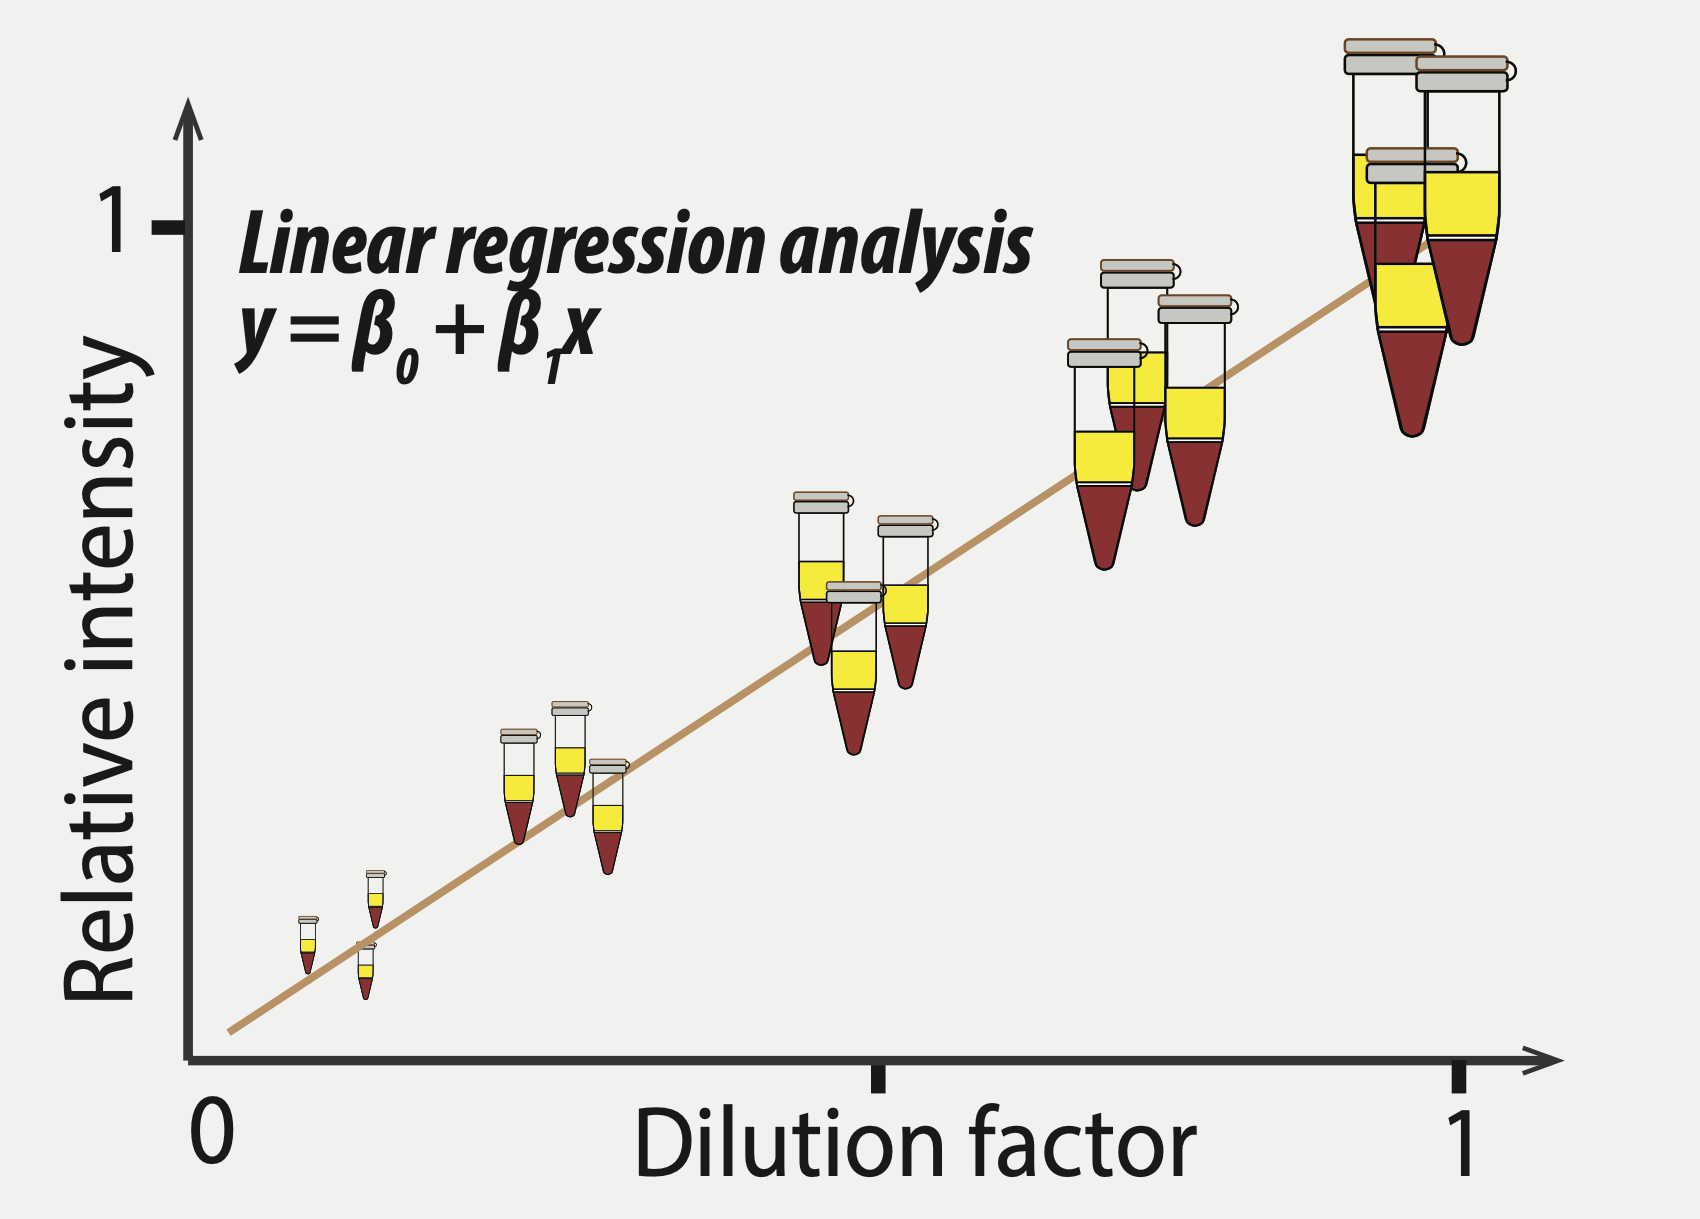 1
Linear regression analysis
y = β0 + β1x
Relative intensity
0
Dilution factor
1